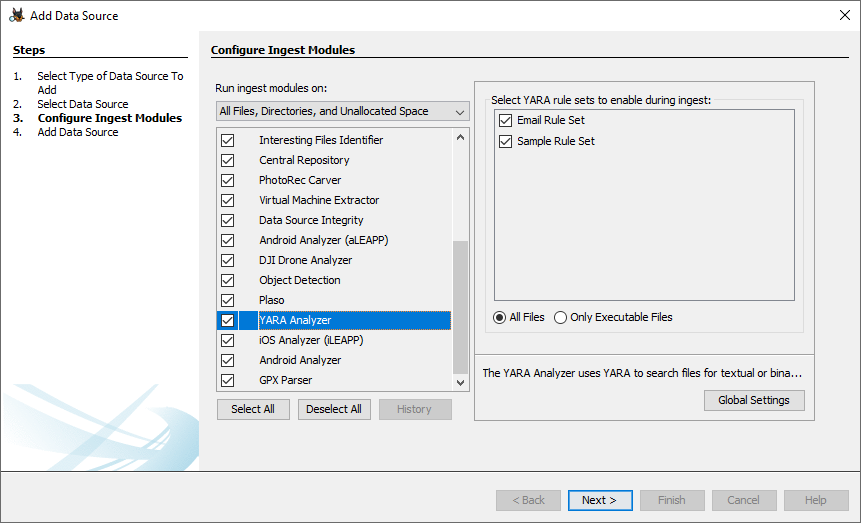 Add Data Source
Steps
1. Select Type of Data Source To
Add
2. Select Data Source
3. Configure Ingest Modules
4. Add Data Source
Configure Ingest Modules
Run ingest modules on:
All Files, Directories, and Unallocated Space
Interesting Files Identifier
Central Repository
PhotoRec Carver
Virtual Machine Extractor
Data Source Integrity
Android Analyzer (aLEAPP)
DJI Drone Analyzer
Object Detection
Plaso
YARA Analyzer
iOS Analyzer (iLEAPP)
Android Analyzer
GPX Parser
Select All
Deselect All
History
Select YARA rule sets to enable during ingest:
Email Rule Set
Sample Rule Set
All Files
Only Executable Files
The YARA Analyzer uses YARA to search files for textual or bina...
Global Settings
< Back
Next >
Finish
Cancel
Help